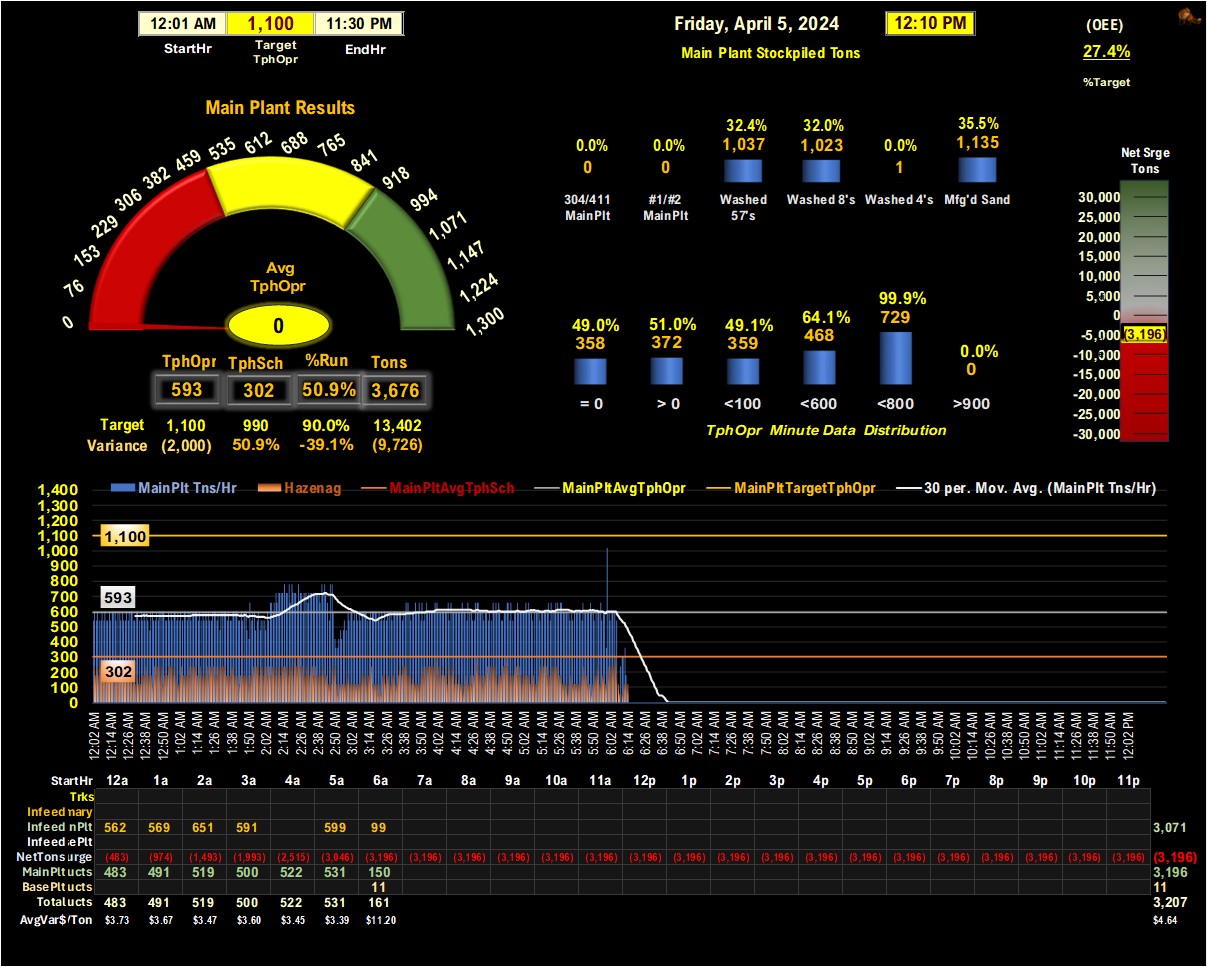 12:01 AM 1,100 11:30 PM
StartHr Target TphOpr EndHr
Friday, April 5, 2024 12:10 PM
Main Plant Stockpiled Tons
(OEE)
27.4%
%Target
Main Plant Results
0 76 153 229 306 382 459 535 612 688 765 841 918 994 1,071 1,147 1,224 1,300
Avg
TphOpr
0
TphOpr TphSch %Run Tons
593 302 50.9% 3,676
Target 1,100 990 90.0% 13,402
Variance (2,000) 50.9% -39.1% (9,726)
0.0% 0.0% 32.4% 32.0% 0.0% 35.5%
0 0 1,037 1,023 1 1,135
304/411 #1/#2 Washed Washed 8's Washed 4's Mfg'd Sand
MainPlt MainPlt 57's
49.0% 51.0% 49.1% 64.1% 99.9% 0.0%
358 372 359 468 729 0
= 0 > 0 <100 <600 <800 >900
TphOpr Minute Data Distribution
Net Srge
Tons
30,000
25,000
20,000
15,000
10,000
5,000
0
-5,000 (3,196)
-10,000
-15,000
-20,000
-25,000
-30,000
MainPlt Tns/Hr Hazenag MainPltAvgTphSch MainPltAvgTphOpr MainPltTargetTphOpr 30 per. Mov. Avg. (MainPlt Tns/Hr)
1,400
1,300
1,200
1,100 1,100
1,000
900
800
700 593
600
500
400
300
200 302
100
0
12:02 AM 12:14 AM 12:26 AM 12:38 AM 12:50 AM 1:02 AM 1:14 AM 1:26 AM 1:38 AM 1:50 AM 2:02 AM 2:14 AM 2:26 AM 2:38 AM 2:50 AM 3:02 AM 3:14 AM 3:26 AM 3:38 AM 3:50 AM 4:02 AM 4:14 AM 4:26 AM 4:38 AM 4:50 AM 5:02 AM 5:14 AM 5:26 AM 5:38 AM 5:50 AM 6:02 AM 6:14 AM 6:26 AM 6:38 AM 6:50 AM 7:02 AM 7:14 AM 7:26 AM 7:38 AM 7:50 AM 8:02 AM 8:14 AM 8:26 AM 8:38 AM 8:50 AM 9:02 AM 9:14 AM 9:26 AM 9:38 AM 9:50 AM 10:02 AM 10:14 AM 10:26 AM 10:38 AM 10:50 AM 11:02 AM 11:14 AM 11:26 AM 11:38 AM 11:50 AM 12:02 PM
StartHr 12a 1a 2a 3a 4a 5a 6a 7a 8a 9a 10a 11a 12p 1p 2p 3p 4p 5p 6p 7p 8p 9p 10p 11p
Trks
Infeed mary
Infeed nPlt 562 569 651 591 599 99 3,071
Infeed ePlt
NetTonsurge (483) (974) (1,493) (1,993) (2,515) (3,046) (3,196) (3,196) (3,196) (3,196) (3,196) (3,196) (3,196) (3,196) (3,196) (3,196) (3,196) (3,196) (3,196) (3,196) (3,196) (3,196) (3,196) (3,196) (3,196)
MainPlt ucts 483 491 519 500 522 531 150 3,196
BasePlt ucts 11 11
Totalucts 483 491 519 500 522 531 161 3,207
AvgVar$/Ton $3.73 $3.67 $3.47 $3.60 $3.45 $3.39 $11.20 $4.64